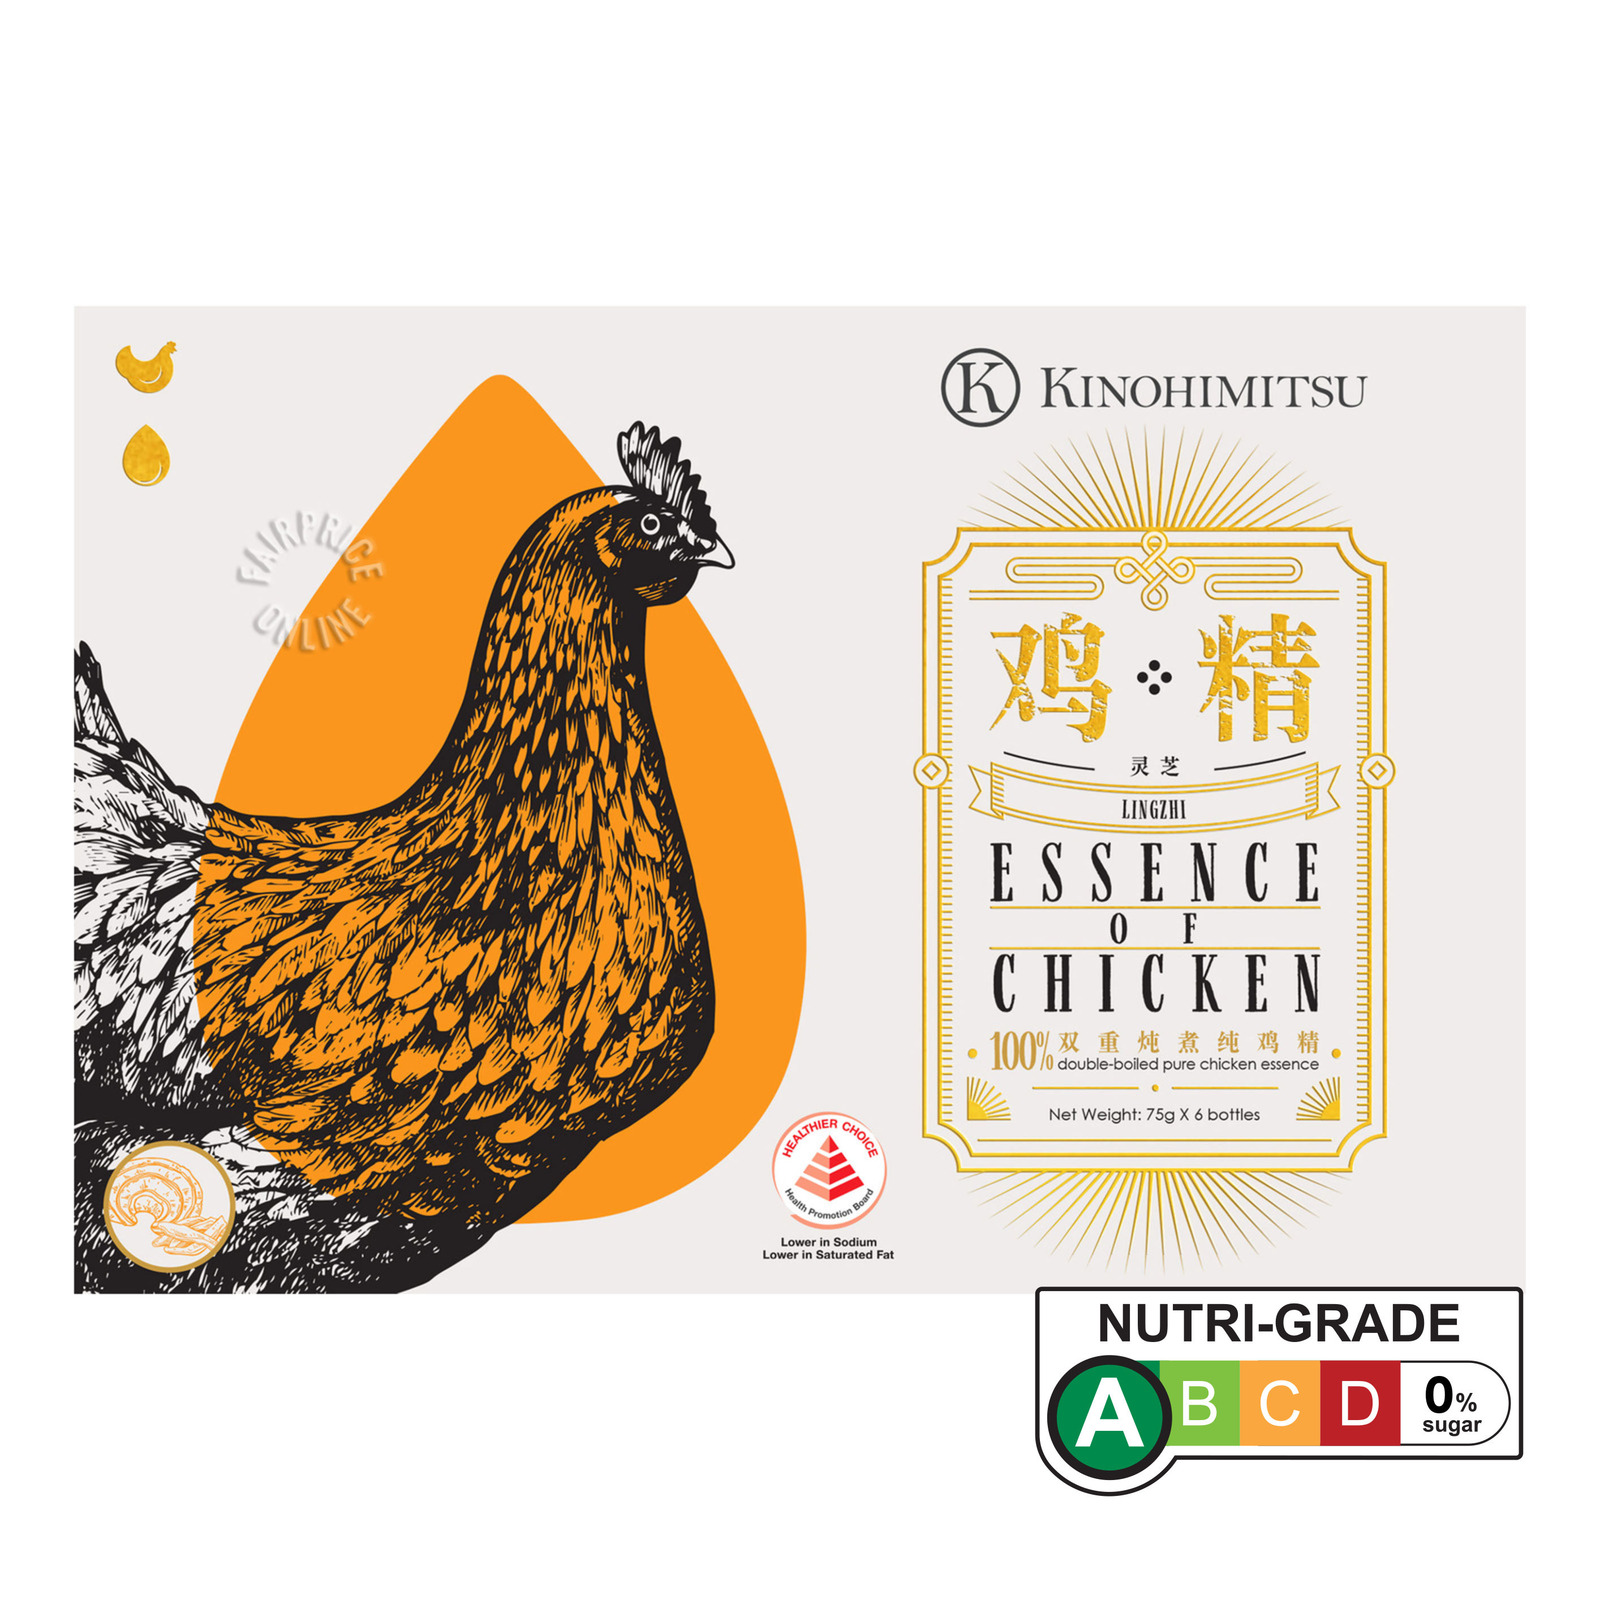 K KINOHIMITSU
FAIRPRICE
ONLINE
鸡精
灵芝
LINGZHI
ESSENCE
OF
CHICKEN
100% 双重炖煮纯鸡精
double-boiled pure chicken essence
Net Weight: 75g X 6 bottles
HEALTHIER CHOICE
Health Promotion Board
Lower in Sodium
Lower in Saturated Fat
NUTRI-GRADE
A B C D 0% sugar